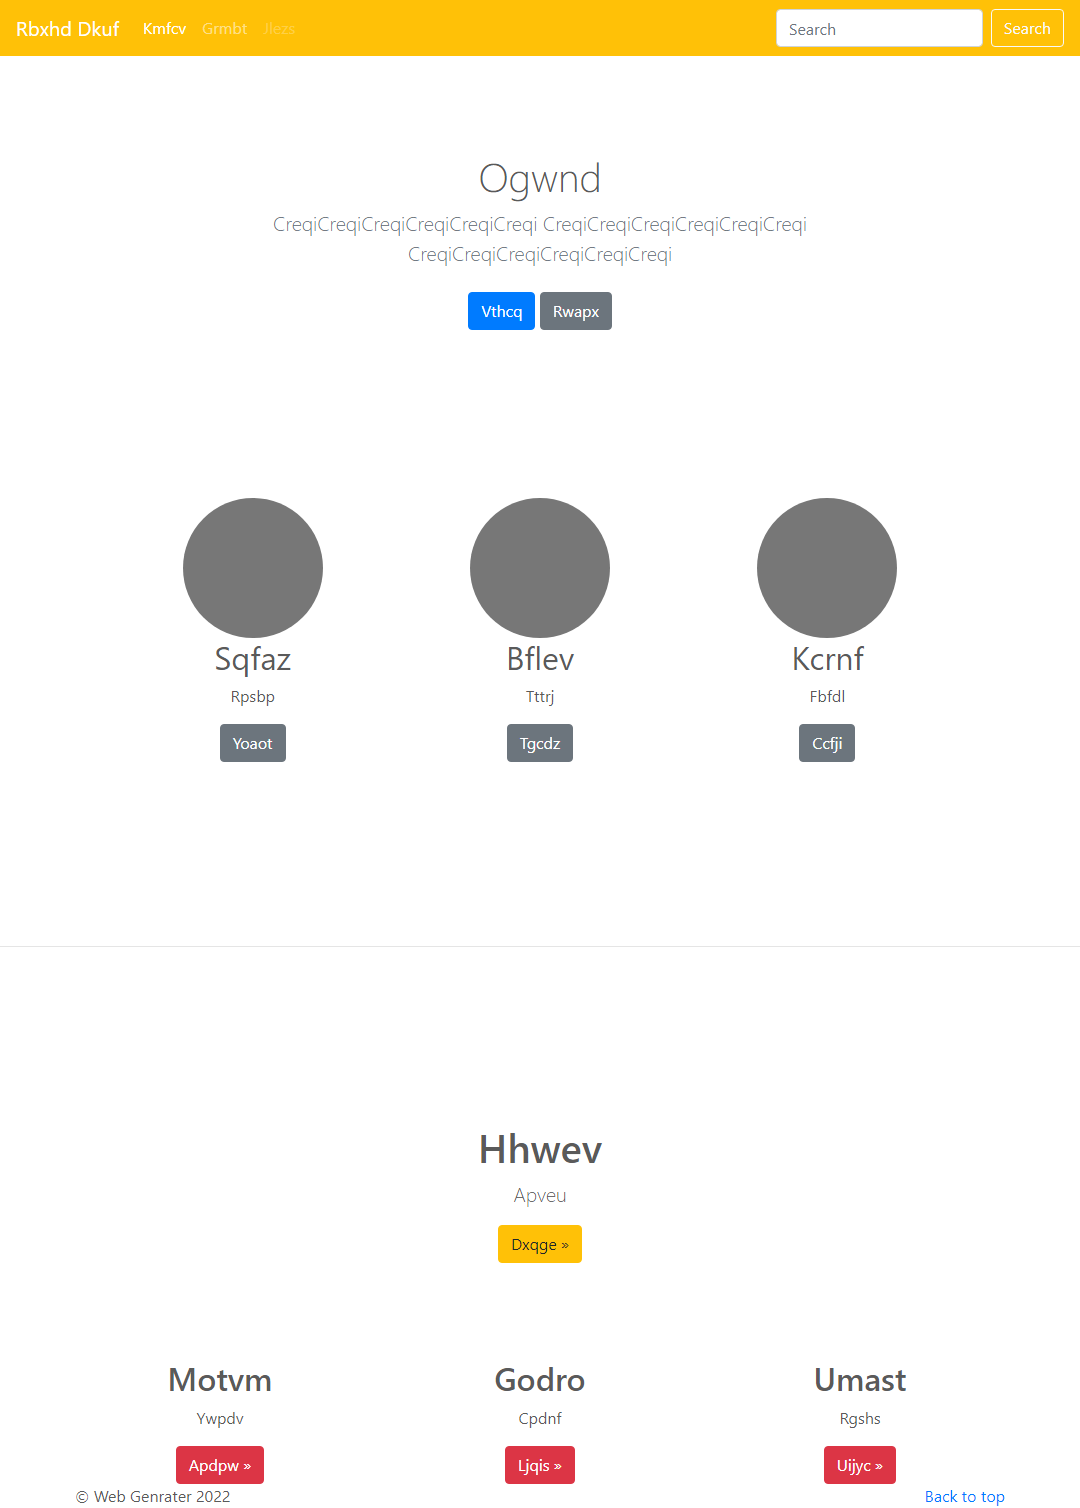 Rbxhd Dkuf Kmfcv Grmbt Jlezs Search Search
Ogwnd
CreqiCreqiCreqiCreqiCreqiCreqi CreqiCreqiCreqiCreqiCreqiCreqi
CreqiCreqiCreqiCreqiCreqiCreqi
Vthcq Rwapx
Sqfaz Bflev Kcrnf
Rpsbp Tttrj Fbfdl
Yoaot Tgcdz Ccfji
Hhwev
Apveu
Dxqge »
Motvm Godro Umast
Ywpdv Cpdnf Rgshs
Apdpw » Ljqis » Uijyc »
© Web Genrater 2022 Back to top